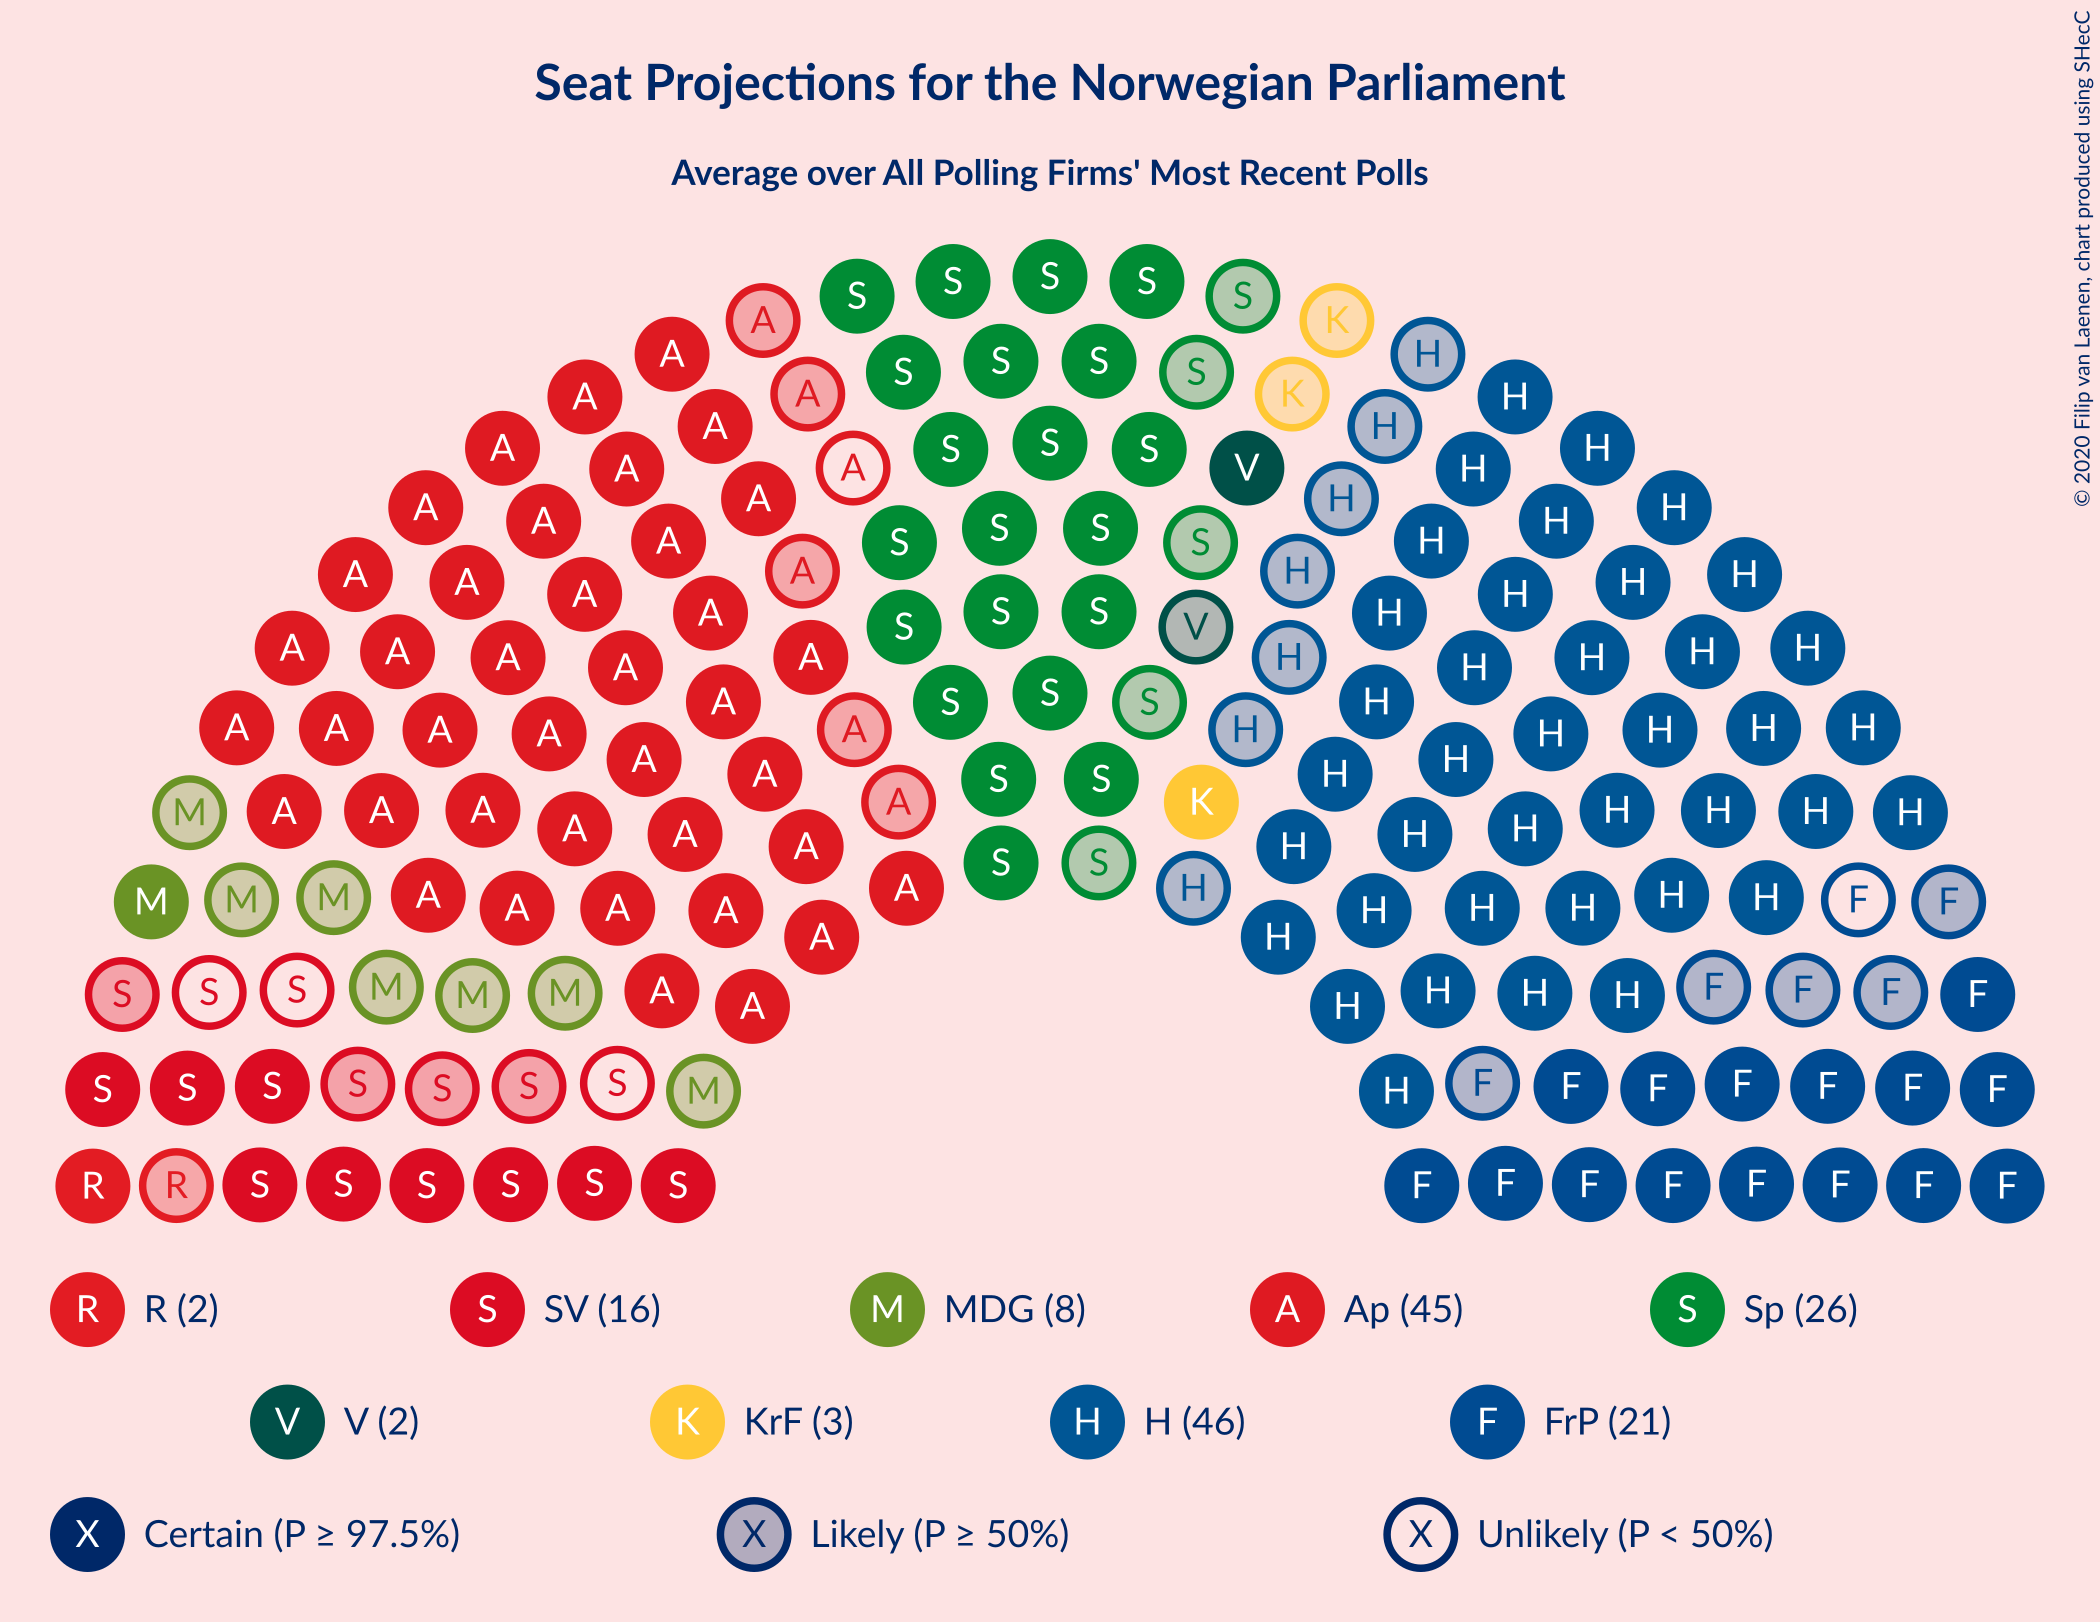 Seat Projections for the Norwegian Parliament
Average over All Polling Firms' Most Recent Polls
© 2020 Filip van Laenen, chart produced using SHecC
S S S S S
A K
A S S S S K H
A A A H H
A A S S S V H H
A A A H H H
A A A S S S S H H H H
A A A S S S V H H H
A A A A A H H H H H
A A A A S S S H H H H
A A A A A A H H H H H H
M A A A A A A S S K H H H H H H H
M M M A A A A A A S S H H H H H H H F F
S S S M M M A A H H H H F F F F
S S S S S S S M H F F F F F F F
R R S S S S S S F F F F F F F F
R R (2) S SV (16) M MDG (8) A Ap (45) S Sp (26)
V V (2) K KrF (3) H H (46) F FrP (21)
X Certain (P ≥ 97.5%) X Likely (P ≥ 50%) X Unlikely (P < 50%)